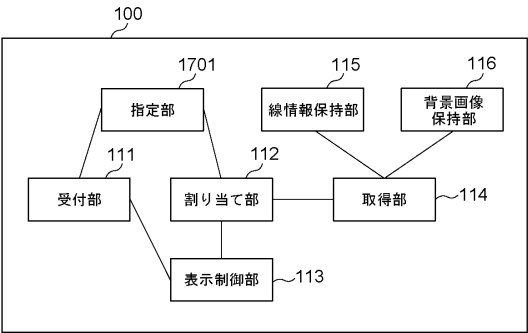 100
1701
指定部
115
線情報保持部
116
背景画像
保持部
111
受付部
112
割り当て部
取得部
114
表示制御部
113